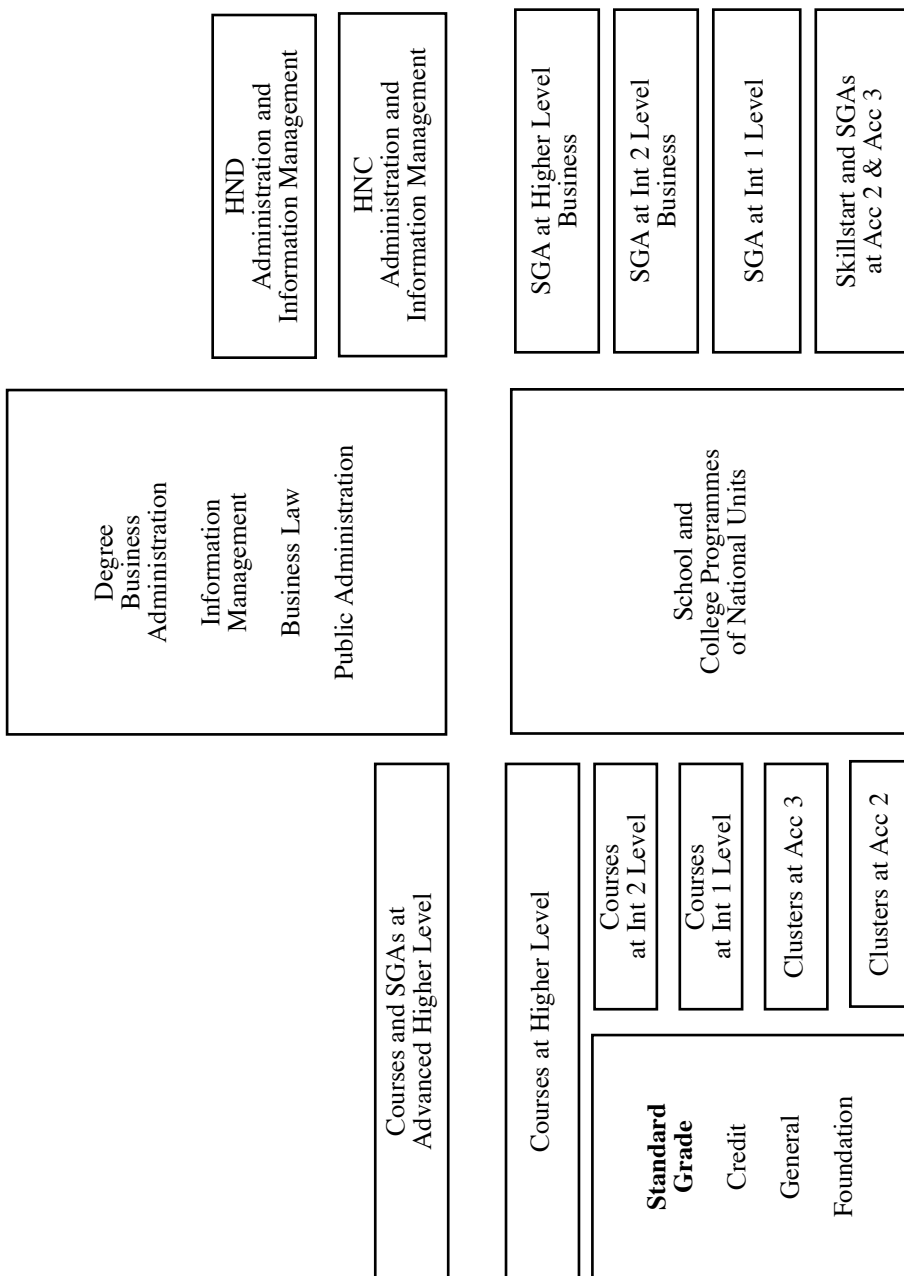 Courses and SGAs at
Advanced Higher Level
Courses at Higher Level
Standard
Grade
Credit
General
Foundation
Courses
at Int 2 Level
Courses
at Int 1 Level
Clusters at Acc 3
Clusters at Acc 2
Degree
Business
Administration
Information
Management
Business Law
Public Administration
School and
College Programmes
of National Units
HND
Administration and
Information Management
HNC
Administration and
Information Management
SGA at Higher Level
Business
SGA at Int 2 Level
Business
SGA at Int 1 Level
Skillstart and SGAs
at Acc 2 & Acc 3